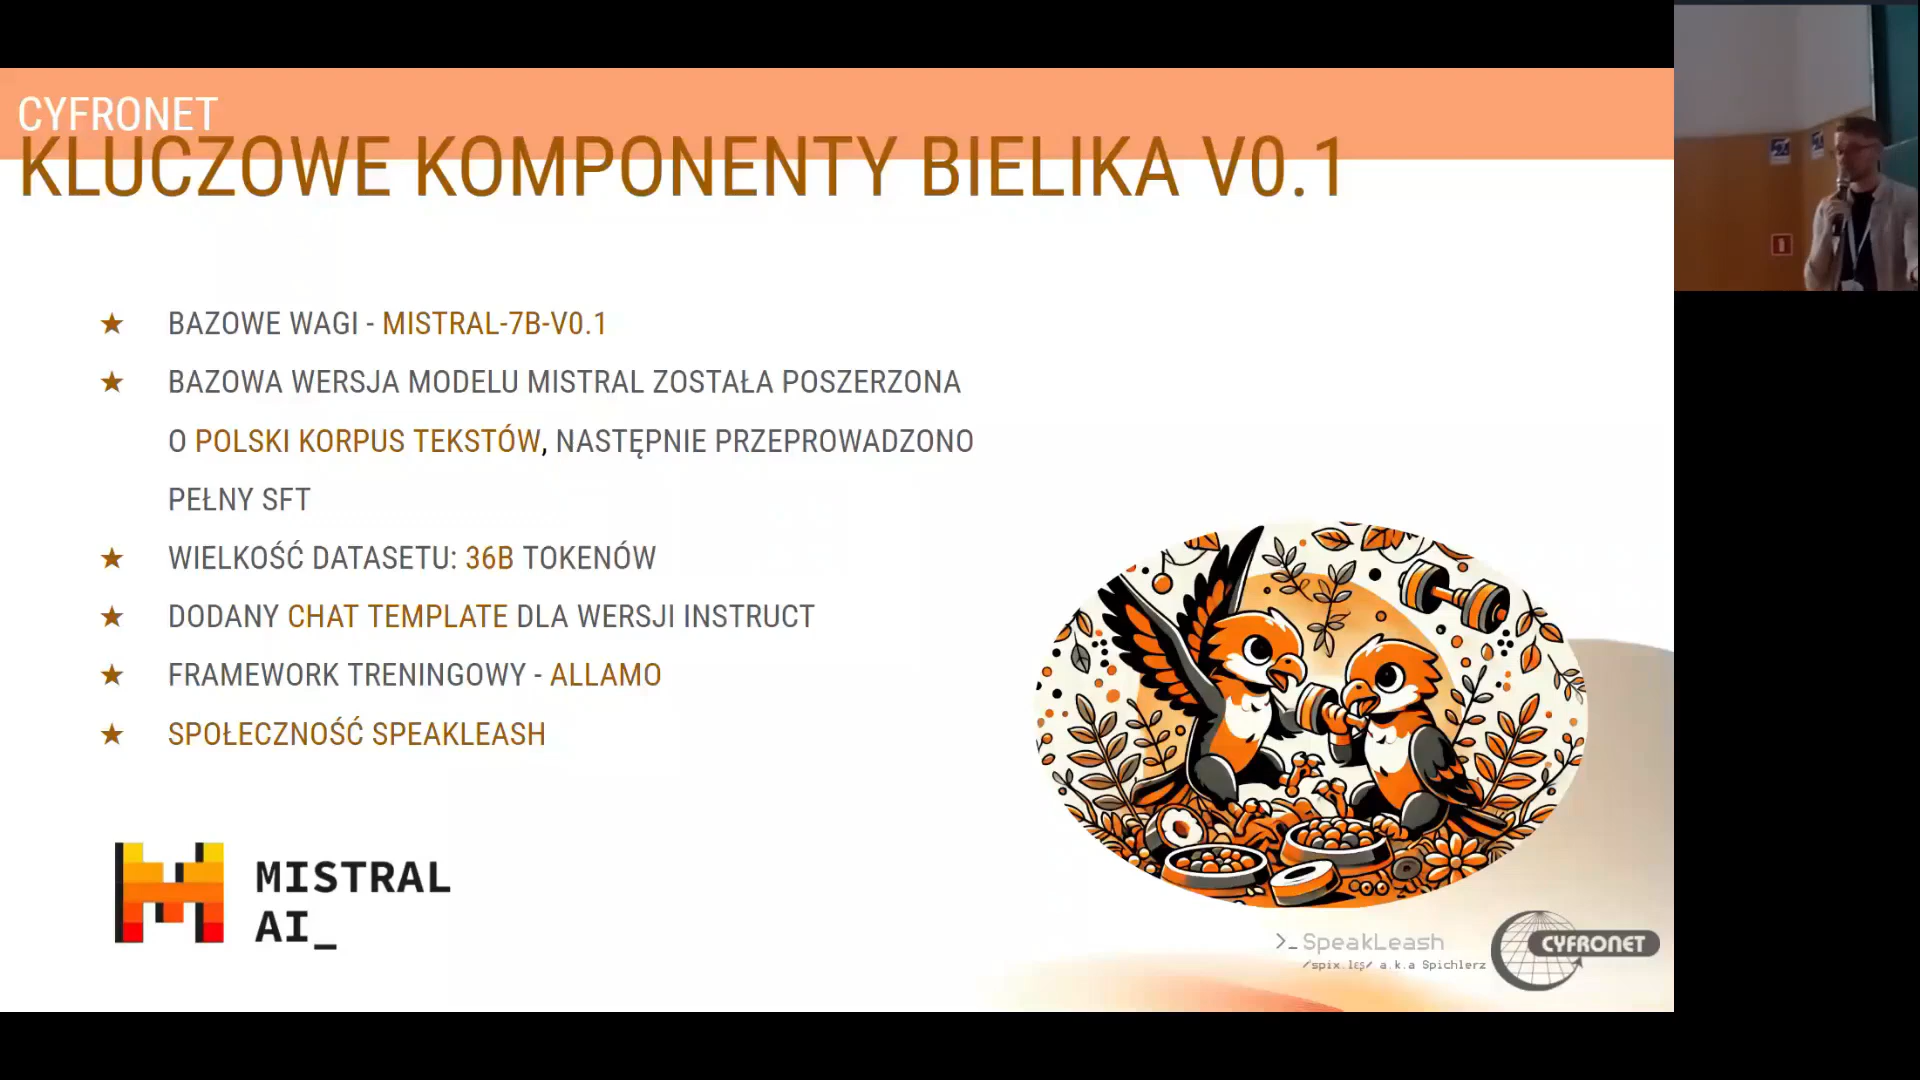 CYFRONET
KLUCZOWE KOMPONENTY BIELIKA V0.1
★ BAZOWE WAGI - MISTRAL-7B-V0.1
★ BAZOWA WERSJA MODELU MISTRAL ZOSTAŁA POSZERZONA
O POLSKI KORPUS TEKSTÓW, NASTĘPNIE PRZEPROWADZONO
PEŁNY SFT
★ WIELKOŚĆ DATASETU: 36B TOKENÓW
★ DODANY CHAT TEMPLATE DLA WERSJI INSTRUCT
★ FRAMEWORK TRENINGOWY - ALLAMO
★ SPOŁECZNOŚĆ SPEAKLEASH
MISTRAL
AI_
>_ SpeakLeash
/spix.lɛʂ/ a.k.a Spichlerz
CYFRONET